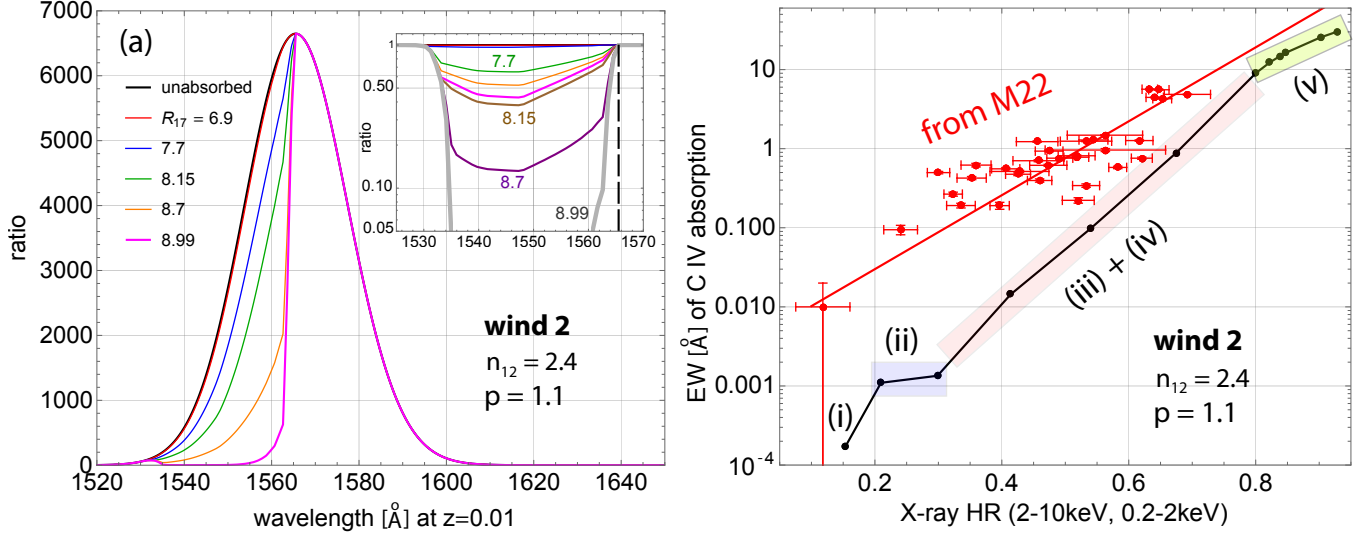 (a)
7000
6000
5000
4000
3000
2000
1000
0
ratio
unabsorbed
R17 = 6.9
7.7
8.15
8.7
8.99
wind 2
n12 = 2.4
p = 1.1
1520
1540
1560
1580
1600
1620
1640
wavelength [Å] at z=0.01
1
0.50
0.10
0.05
ratio
7.7
8.15
8.7
8.99
1530
1540
1550
1560
1570
EW [Å] of C IV absorption
10
1
0.100
0.010
0.001
10-4
from M22
(i)
(ii)
(iii) + (iv)
(v)
wind 2
n12 = 2.4
p = 1.1
0.2
0.4
0.6
0.8
X-ray HR (2-10keV, 0.2-2keV)